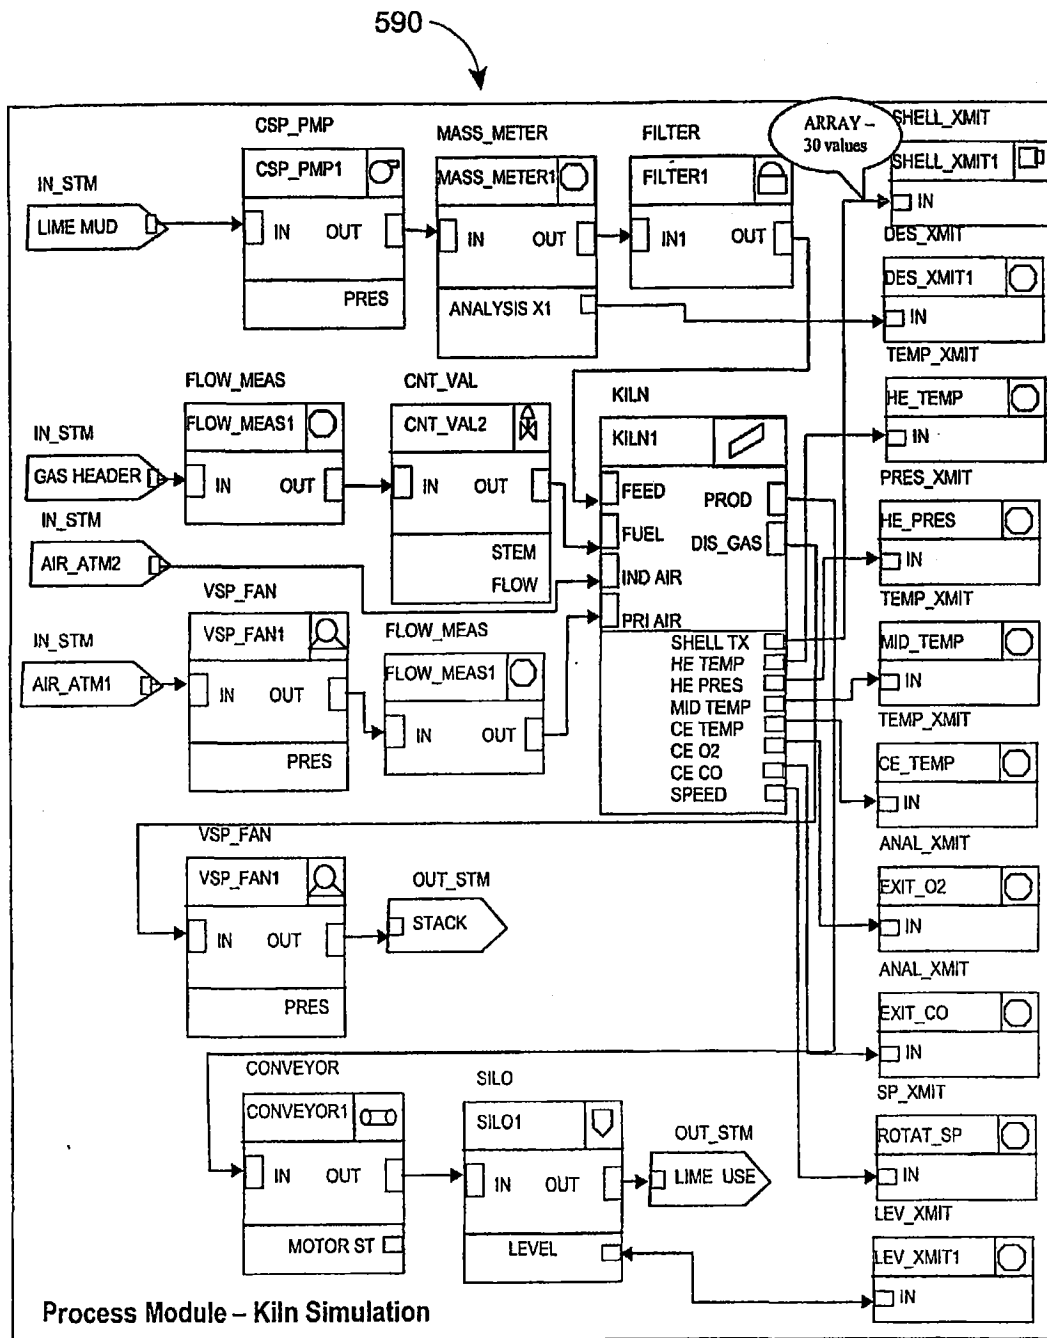 590
ARRAY –
30 values
CSP_PMP
CSP_PMP1
IN OUT
PRES
MASS_METER
MASS_METER1
IN OUT
ANALYSIS X1
FILTER
FILTER1
IN1 OUT
SHELL_XMIT
SHELL_XMIT1
IN
IN_STM
LIME MUD
DES_XMIT
DES_XMIT1
IN
FLOW_MEAS
FLOW_MEAS1
IN OUT
CNT_VAL
CNT_VAL2
IN OUT
STEM
FLOW
KILN
KILN1
FEED
FUEL
IND AIR
PRI AIR
PROD
DIS_GAS
SHELL TX
HE TEMP
HE PRES
MID TEMP
CE TEMP
CE O2
CE CO
SPEED
TEMP_XMIT
HE_TEMP
IN
IN_STM
GAS HEADER
IN_STM
AIR_ATM2
PRES_XMIT
HE_PRES
IN
VSP_FAN
VSP_FAN1
IN OUT
PRES
IN_STM
AIR_ATM1
FLOW_MEAS
FLOW_MEAS1
IN OUT
TEMP_XMIT
MID_TEMP
IN
TEMP_XMIT
CE_TEMP
IN
VSP_FAN
VSP_FAN1
IN OUT
PRES
OUT_STM
STACK
ANAL_XMIT
EXIT_O2
IN
ANAL_XMIT
EXIT_CO
IN
CONVEYOR
CONVEYOR1
IN OUT
MOTOR ST
SILO
SILO1
IN OUT
LEVEL
OUT_STM
LIME USE
SP_XMIT
ROTAT_SP
IN
LEV_XMIT
LEV_XMIT1
IN
Process Module – Kiln Simulation